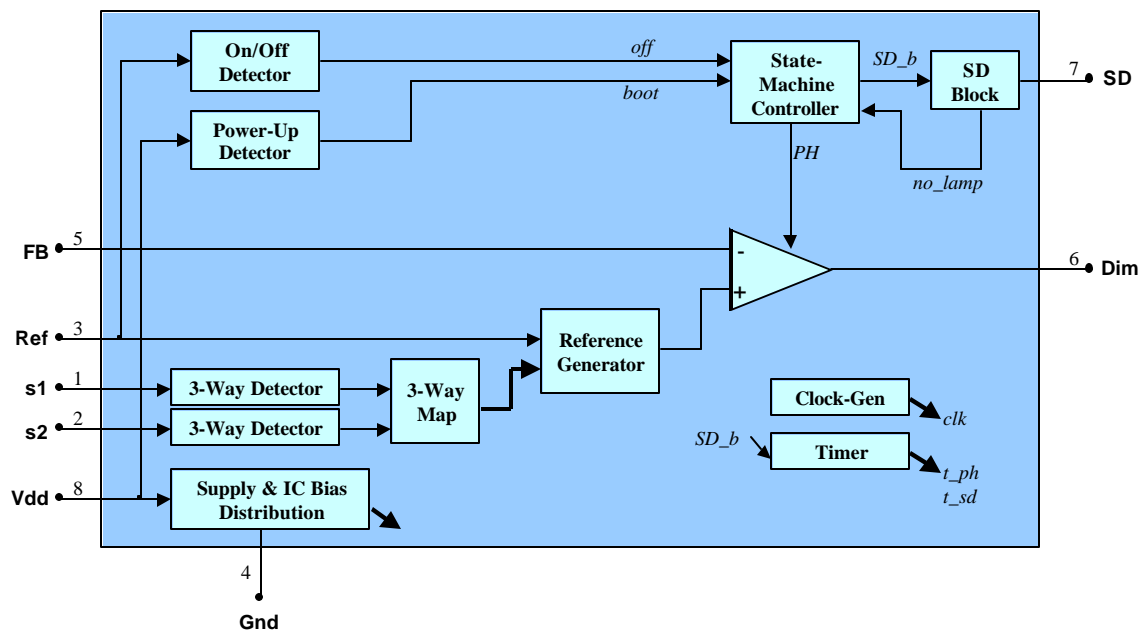 On/Off
Detector
off
boot
State-
Machine
Controller
SD_b
SD
Block
7
SD
Power-Up
Detector
PH
no_lamp
FB
5
-
+
6
Dim
Ref
3
Reference
Generator
s1
1
3-Way Detector
3-Way
Map
s2
2
3-Way Detector
Clock-Gen
clk
SD_b
Timer
t_ph
t_sd
Vdd
8
Supply & IC Bias
Distribution
4
Gnd